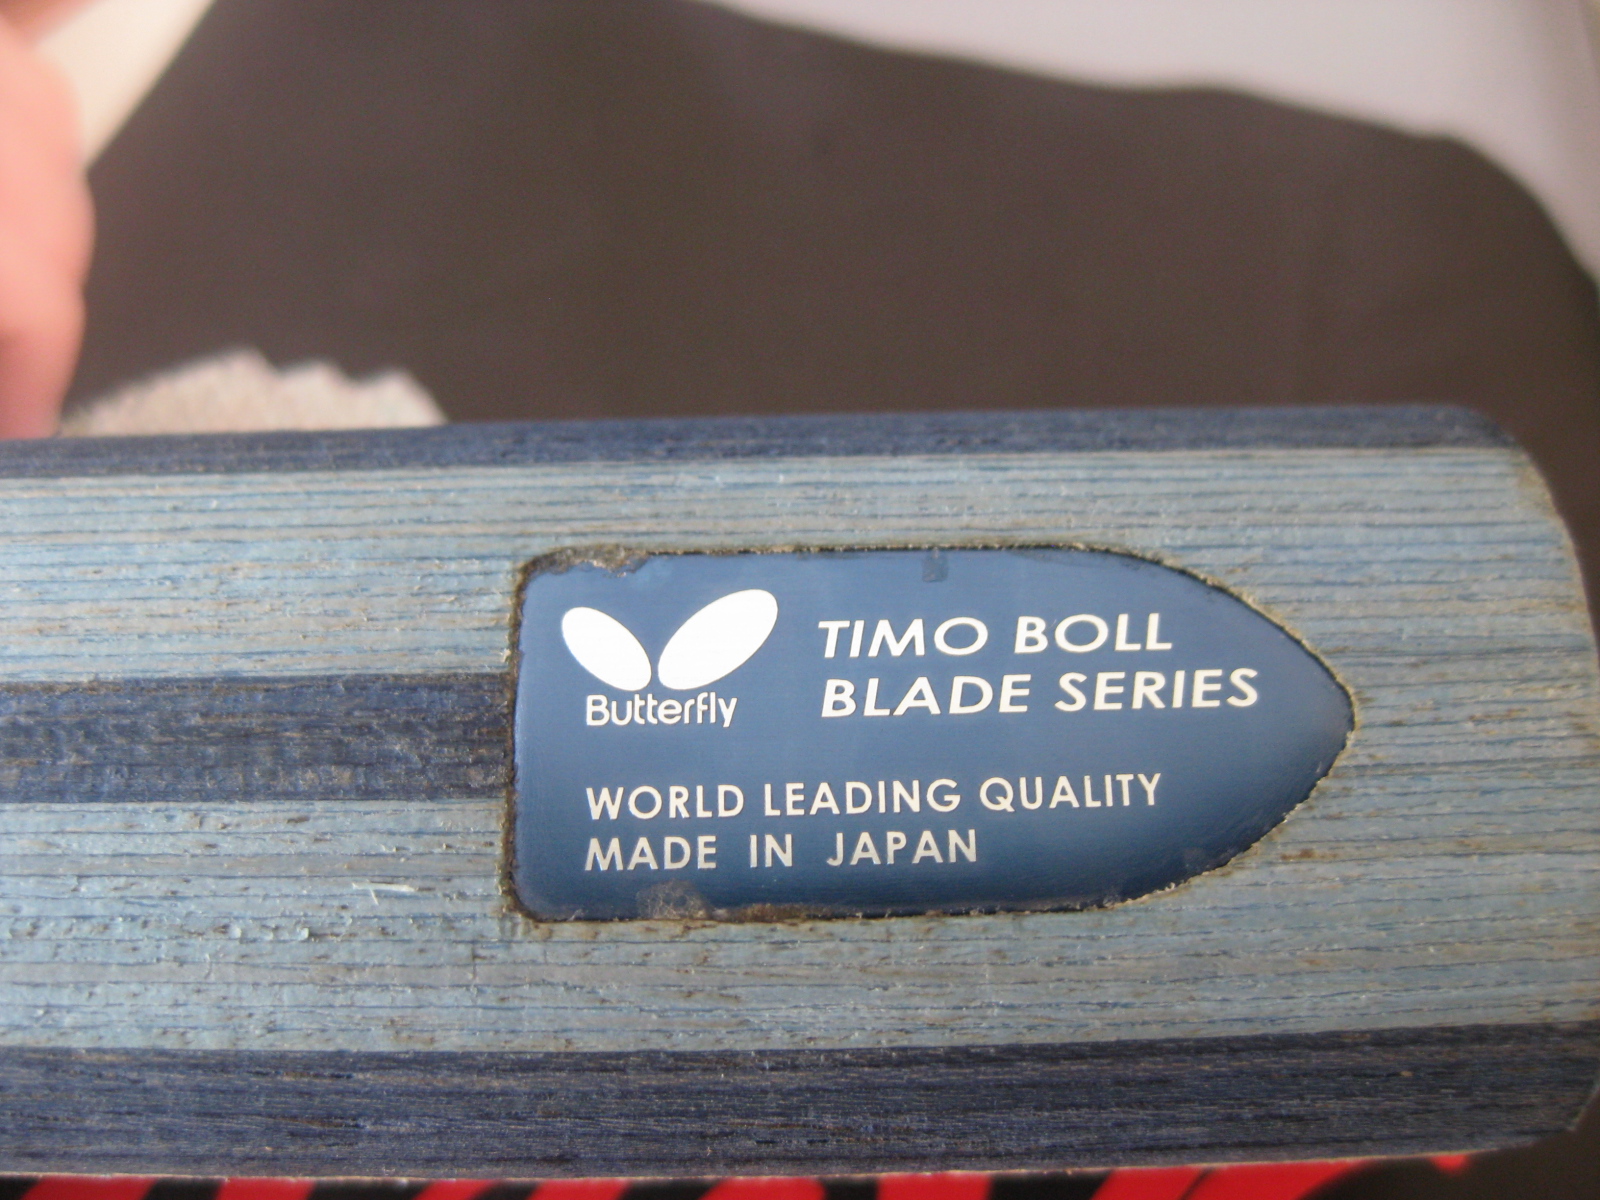 Butterfly
TIMO BOLL
BLADE SERIES
WORLD LEADING QUALITY
MADE IN JAPAN